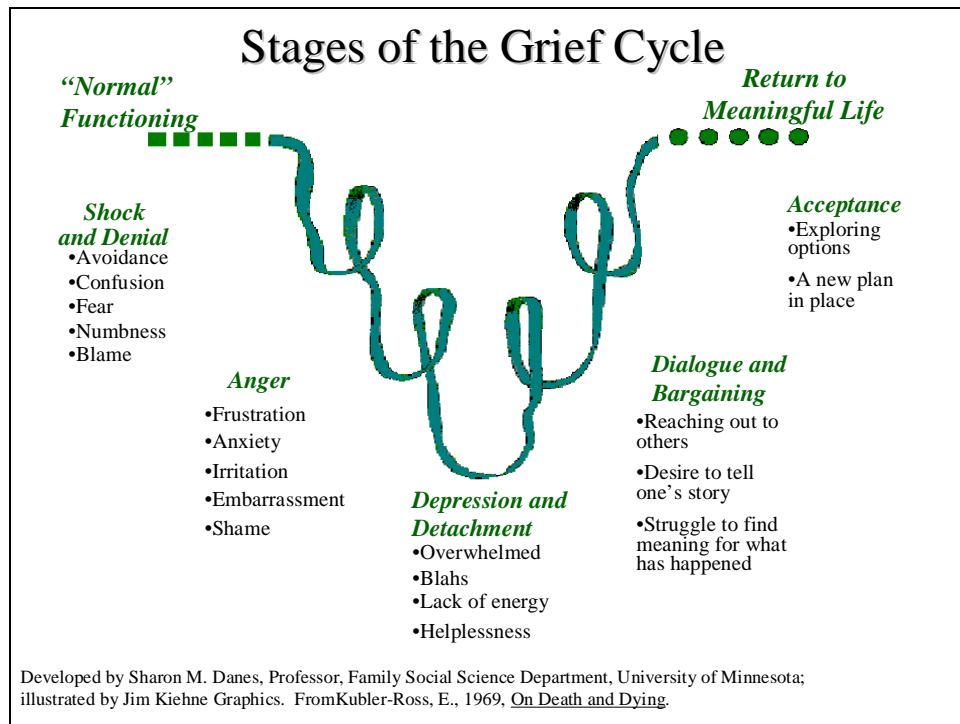 Stages of the Grief Cycle
“Normal”
Functioning
Return to
Meaningful Life
Shock
and Denial
•Avoidance
•Confusion
•Fear
•Numbness
•Blame
Anger
•Frustration
•Anxiety
•Irritation
•Embarrassment
•Shame
Depression and
Detachment
•Overwhelmed
•Blahs
•Lack of energy
•Helplessness
Dialogue and
Bargaining
•Reaching out to
others
•Desire to tell
one’s story
•Struggle to find
meaning for what
has happened
Acceptance
•Exploring
options
•A new plan
in place
Developed by Sharon M. Danes, Professor, Family Social Science Department, University of Minnesota;
illustrated by Jim Kiehne Graphics. FromKubler-Ross, E., 1969, On Death and Dying.